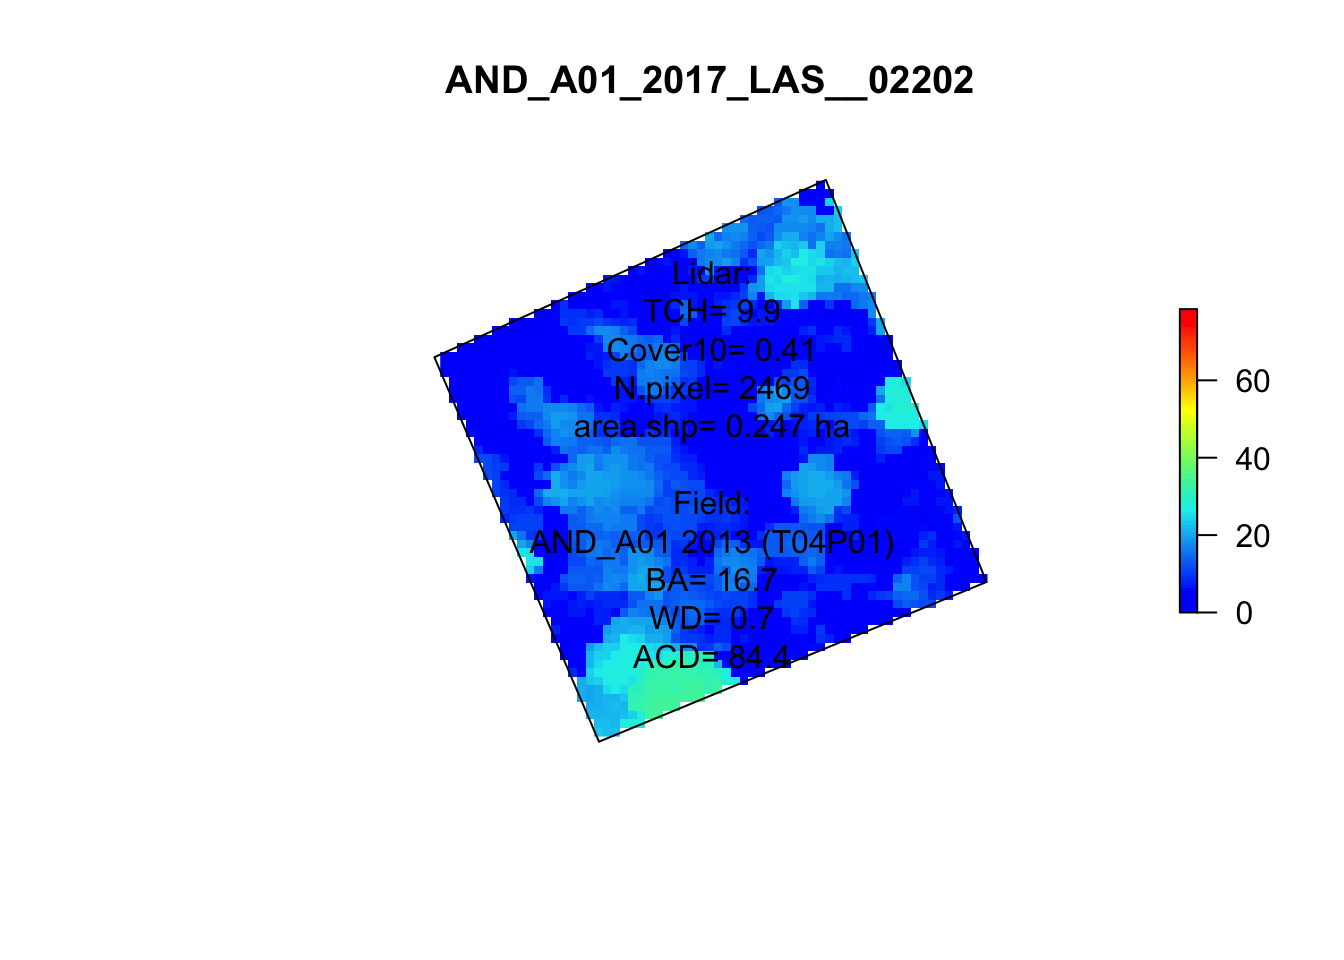 AND_A01_2017_LAS__02202
Lidar:
TCH= 9.9
Cover10= 0.41
N.pixel= 2469
area.shp= 0.247 ha
Field:
AND_A01 2013 (T04P01)
BA= 16.7
WD= 0.7
ACD= 84.4
60
40
20
0